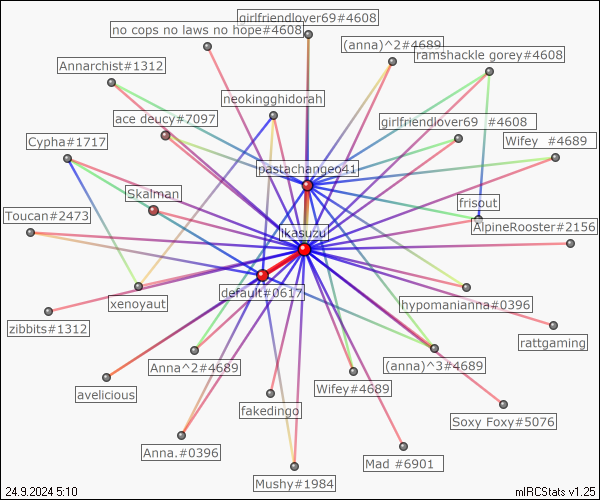 girlfriendlover69#4608
no cops no laws no hope#4608
(anna)^2#4689
ramshackle gorey#4608
Annarchist#1312
neokingghidorah
ace deucy#7097
girlfriendlover69 #4608
Cypha#1717
Wifey #4689
pastachangeo41
Skalman
frisout
Toucan#2473
AlpineRooster#2156
likasuzu
default#0617
xenoyaut
hypomanianna#0396
zibbits#1312
rattgaming
Anna^2#4689
(anna)^3#4689
avelicious
Wifey#4689
fakedingo
Soxy Foxy#5076
Anna.#0396
Mad #6901
Mushy#1984
24.9.2024 5:10
mIRCStats v1.25